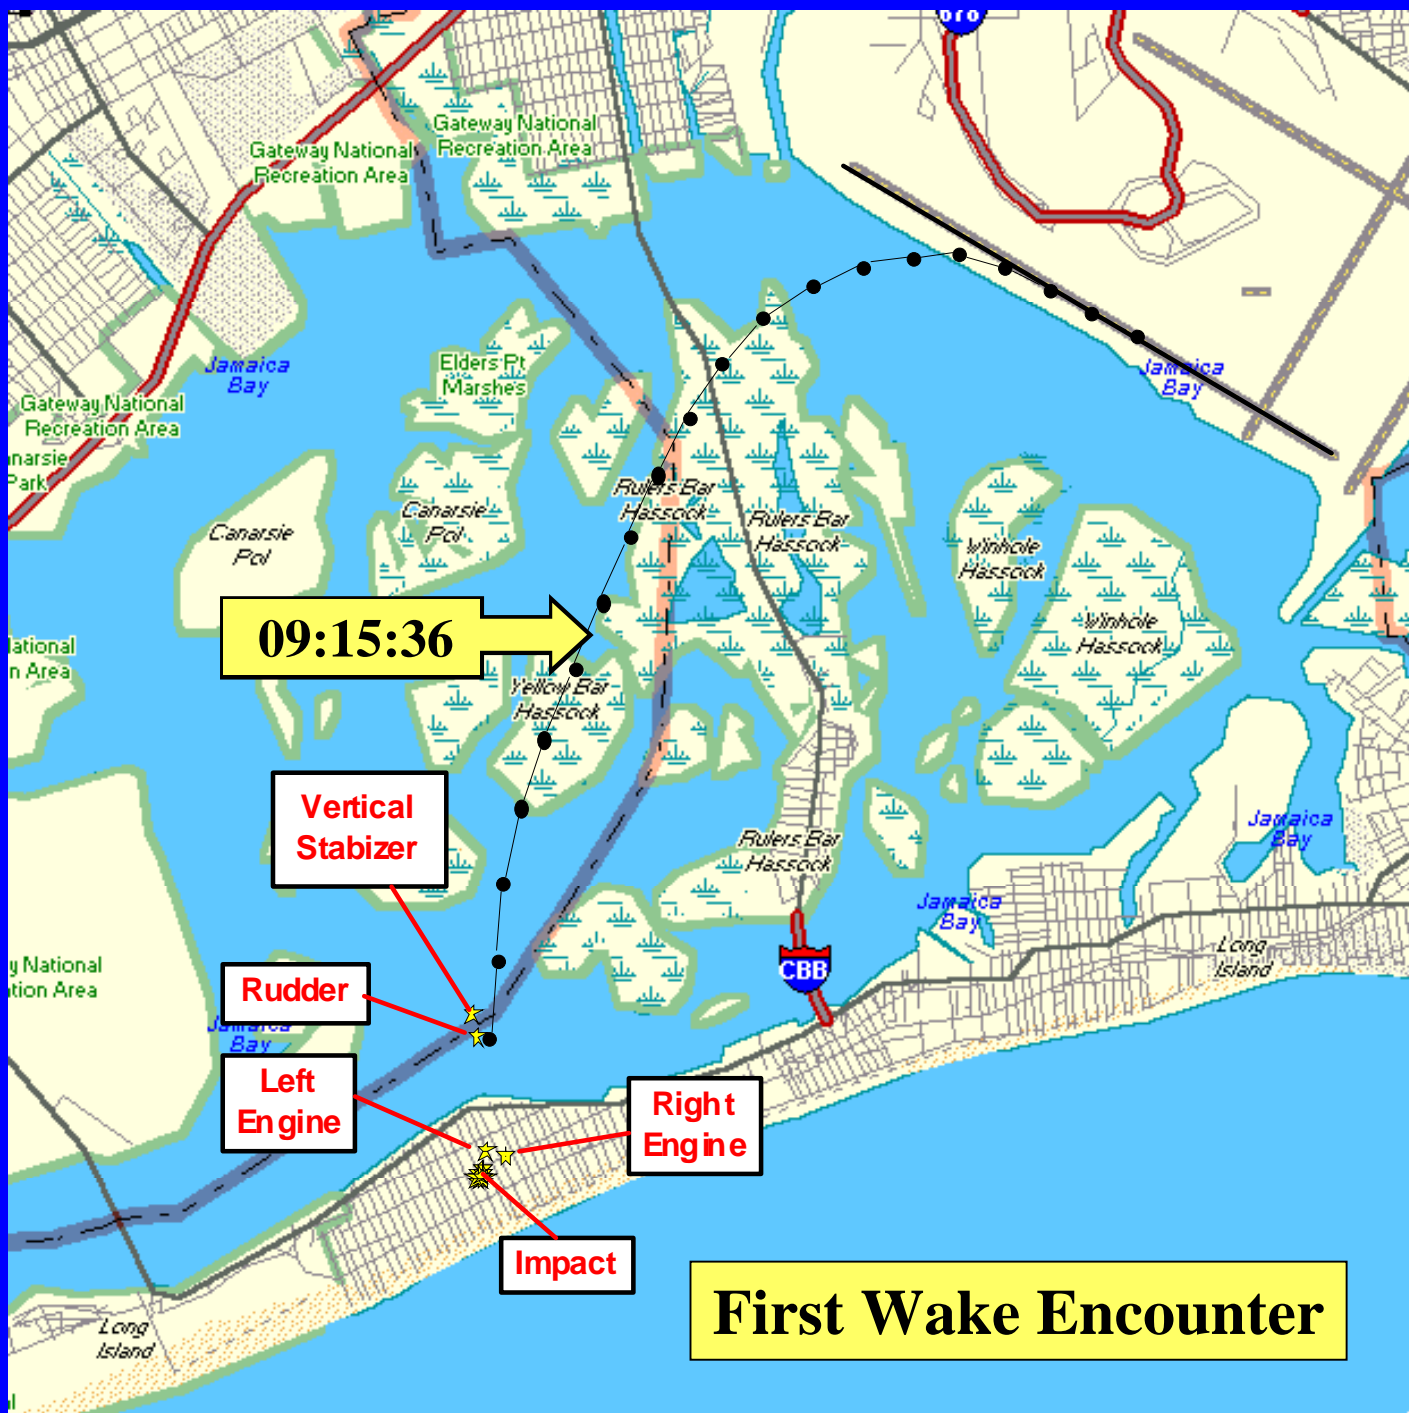 678
Gateway National
Recreation Area
Gateway National
Recreation Area
Jamaica
Bay
Elders Pt
Marshes
Jamaica
Bay
Gateway National
Recreation Area
anarsie
Park
Canarsie
Pol
Canarsie
Pol
Rulers Bar
Hassock
Rulers Bar
Hassock
Winhole
Hassock
Winhole
Hassock
09:15:36
National
n Area
Yellow Bar
Hassock
Vertical
Stabizer
Rulers Bar
Hassock
Jamaica
Bay
Jamaica
Bay
Long
Island
CBB
y National
tion Area
Rudder
Jamaica
Bay
Left
Engine
Right
Engine
Impact
First Wake Encounter
Long
Island